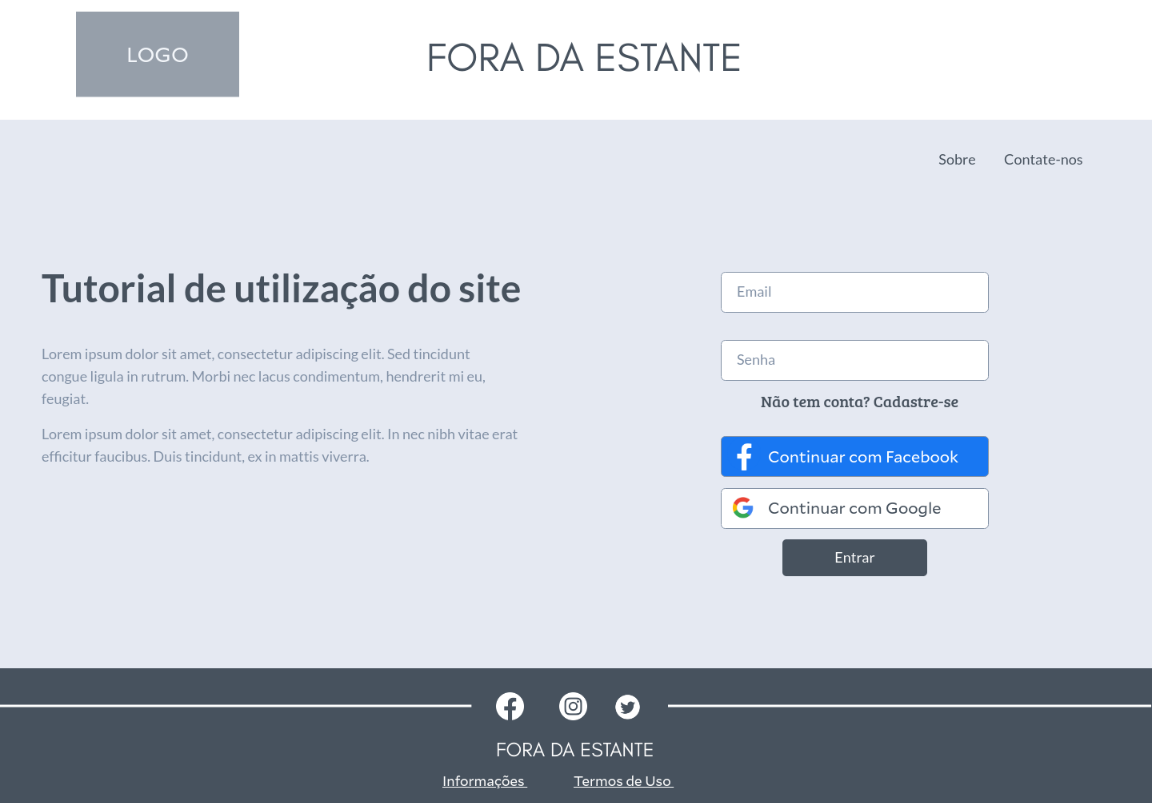 LOGO
FORA DA ESTANTE
Sobre
Contate-nos
Tutorial de utilização do site
Lorem ipsum dolor sit amet, consectetur adipiscing elit. Sed tincidunt
congue ligula in rutrum. Morbi nec lacus condimentum, hendrerit mi eu,
feugiat.
Lorem ipsum dolor sit amet, consectetur adipiscing elit. In nec nibh vitae erat
efficitur faucibus. Duis tincidunt, ex in mattis viverra.
Email
Senha
Não tem conta? Cadastre-se
Continuar com Facebook
Continuar com Google
Entrar
FORA DA ESTANTE
Informações
Termos de Uso